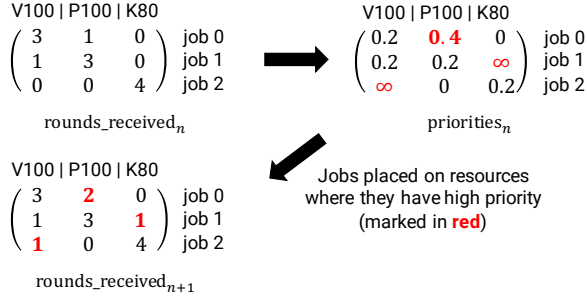 V100 | P100 | K80
3 1 0 job 0
1 3 0 job 1
0 0 4 job 2
rounds_received_n
V100 | P100 | K80
0.2 0.4 0 job 0
0.2 0.2 ∞ job 1
∞ 0 0.2 job 2
priorities_n
V100 | P100 | K80
3 2 0 job 0
1 3 1 job 1
1 0 4 job 2
rounds_received_{n+1}
Jobs placed on resources
where they have high priority
(marked in red)